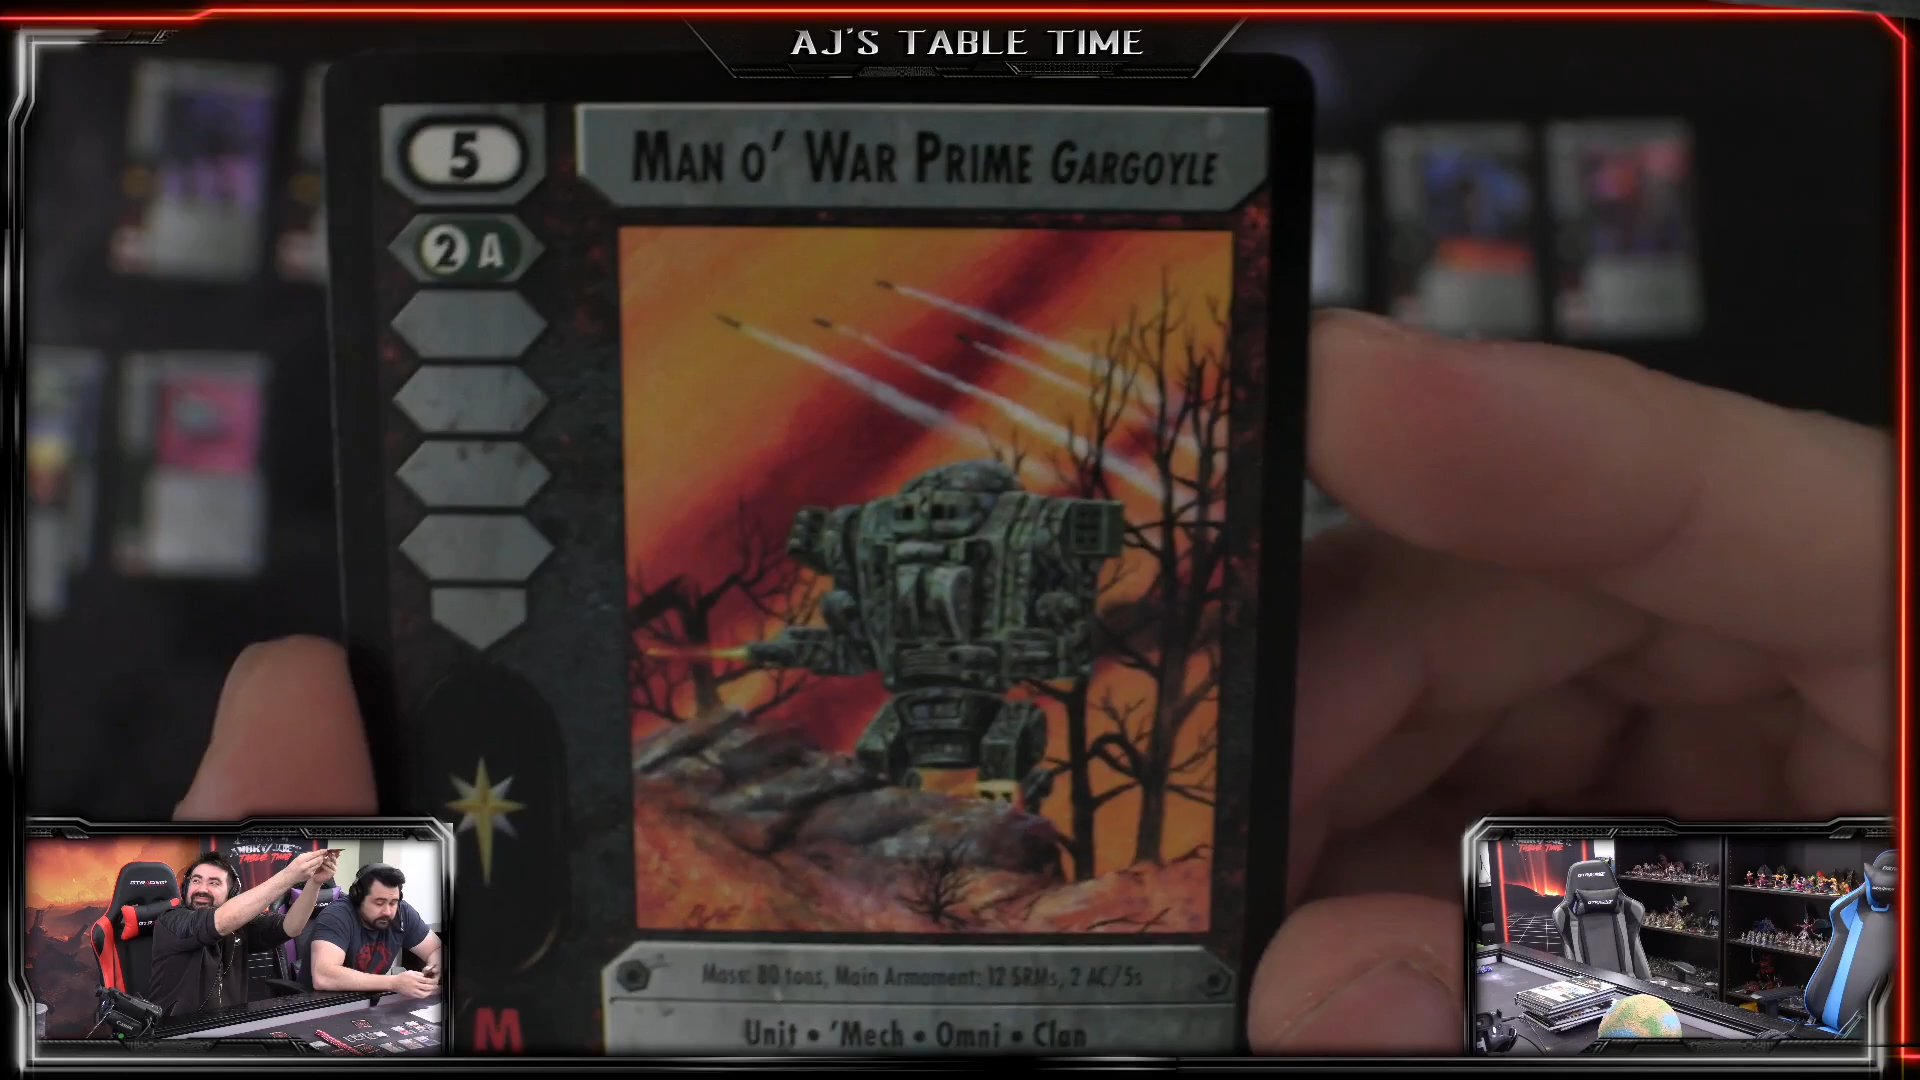 AJ'S TABLE TIME
5
MAN O' WAR PRIME GARGOYLE
2 A
Mass: 80 tons, Main Armament: 12 SRMs, 2 AC/5s
Unit • 'Mech • Omni • Clan
M